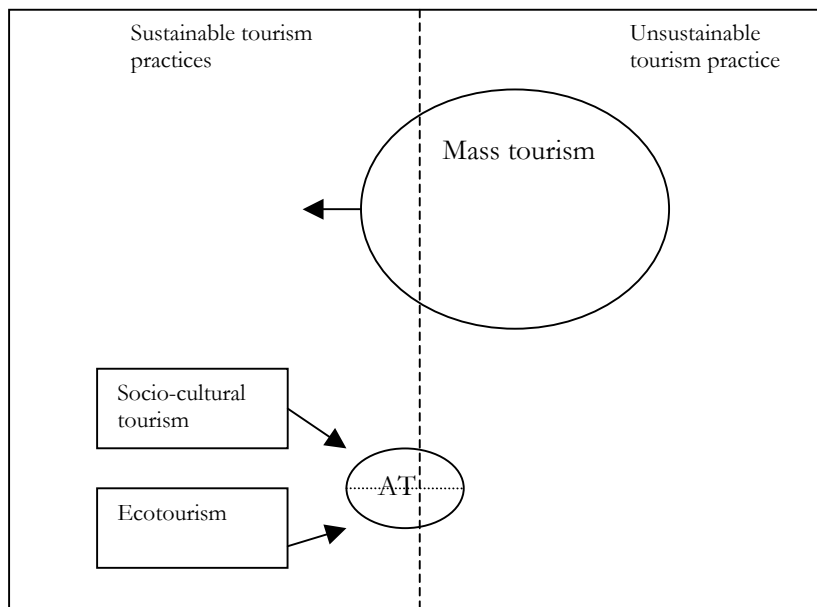 Sustainable tourism
practices
Unsustainable
tourism practice
Mass tourism
Socio-cultural
tourism
AT
Ecotourism